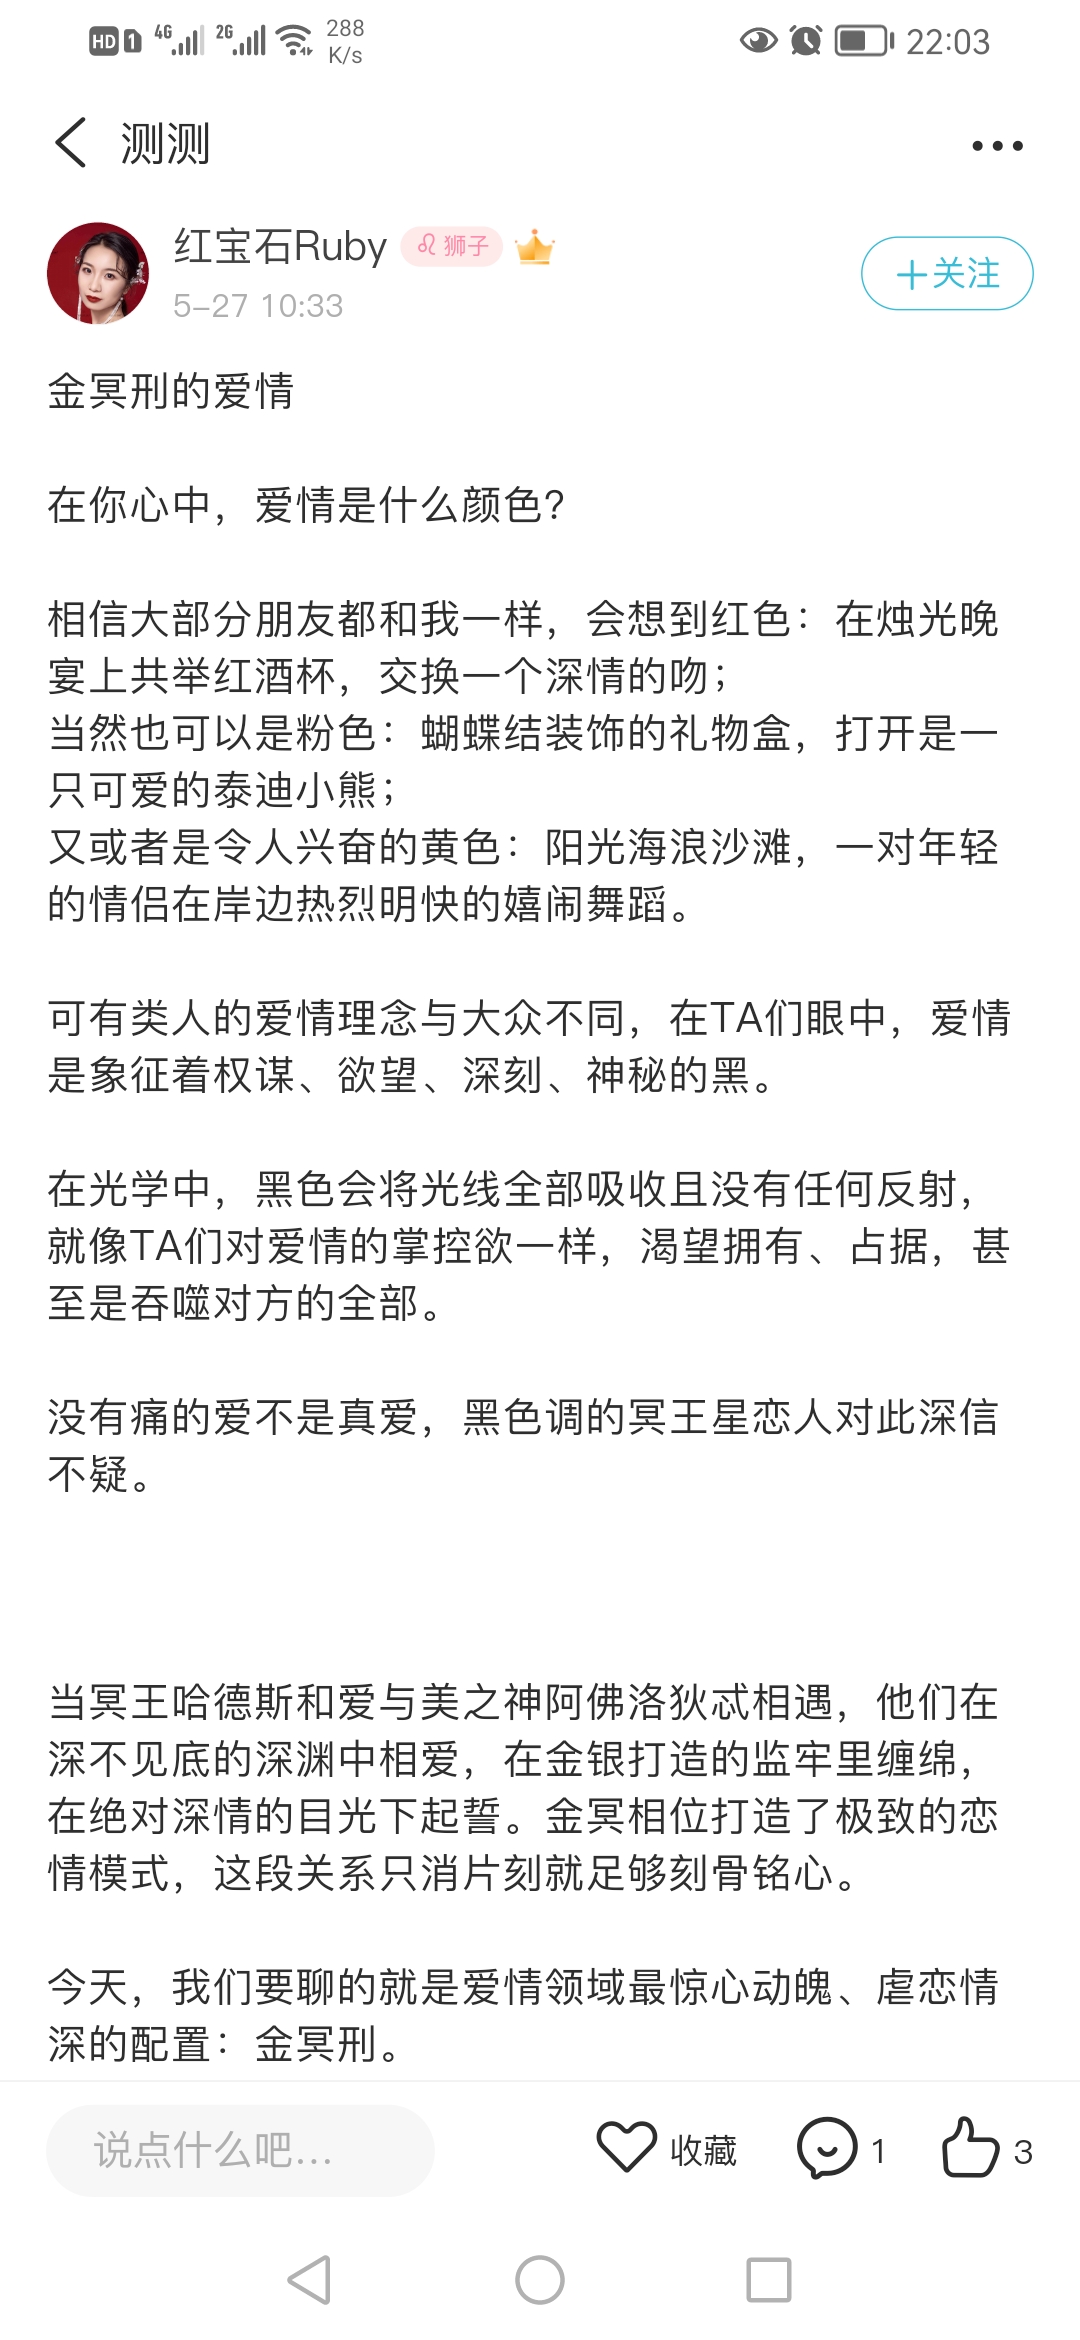 HD 1 4G 2G 288 K/s 22:03
测测
红宝石Ruby 狮子
5-27 10:33
+关注
金冥刑的爱情
在你心中，爱情是什么颜色？
相信大部分朋友都和我一样，会想到红色：在烛光晚
宴上共举红酒杯，交换一个深情的吻；
当然也可以是粉色：蝴蝶结装饰的礼物盒，打开是一
只可爱的泰迪小熊；
又或者是令人兴奋的黄色：阳光海浪沙滩，一对年轻
的情侣在岸边热烈明快的嬉闹舞蹈。
可有类人的爱情理念与大众不同，在TA们眼中，爱情
是象征着权谋、欲望、深刻、神秘的黑。
在光学中，黑色会将光线全部吸收且没有任何反射，
就像TA们对爱情的掌控欲一样，渴望拥有、占据，甚
至是吞噬对方的全部。
没有痛的爱不是真爱，黑色调的冥王星恋人对此深信
不疑。
当冥王哈德斯和爱与美之神阿佛洛狄忒相遇，他们在
深不见底的深渊中相爱，在金银打造的监牢里缠绵，
在绝对深情的目光下起誓。金冥相位打造了极致的恋
情模式，这段关系只消片刻就足够刻骨铭心。
今天，我们要聊的就是爱情领域最惊心动魄、虐恋情
深的配置：金冥刑。
说点什么吧... 收藏 1 3